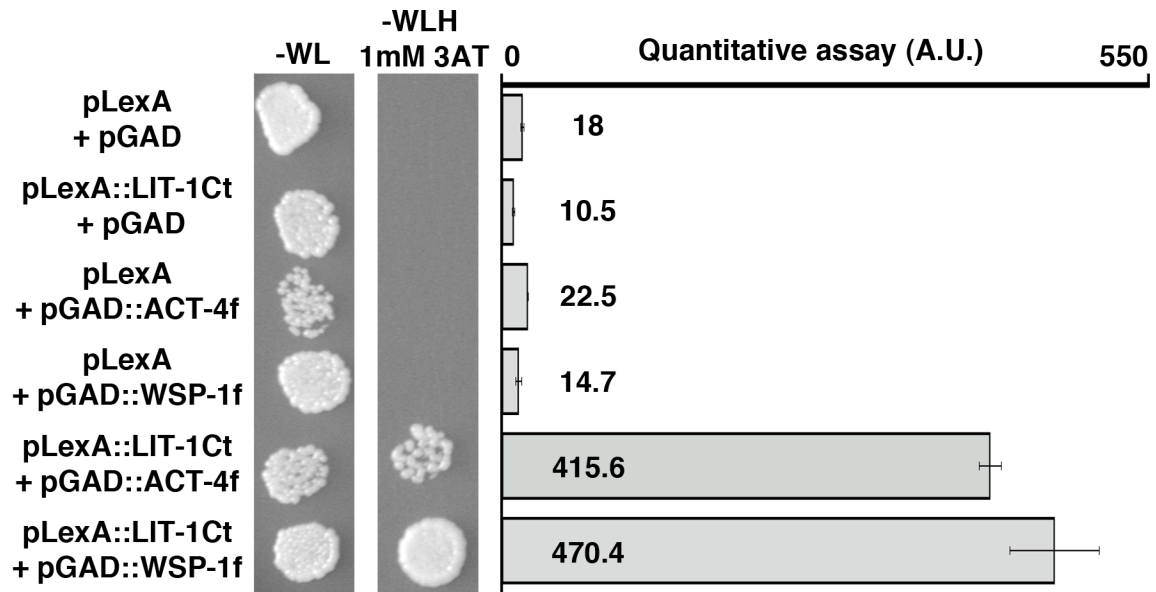 -WL
-WLH
1mM 3AT
0 Quantitative assay (A.U.) 550
pLexA
+ pGAD
18
pLexA::LIT-1Ct
+ pGAD
10.5
pLexA
+ pGAD::ACT-4f
22.5
pLexA
+ pGAD::WSP-1f
14.7
pLexA::LIT-1Ct
+ pGAD::ACT-4f
415.6
pLexA::LIT-1Ct
+ pGAD::WSP-1f
470.4